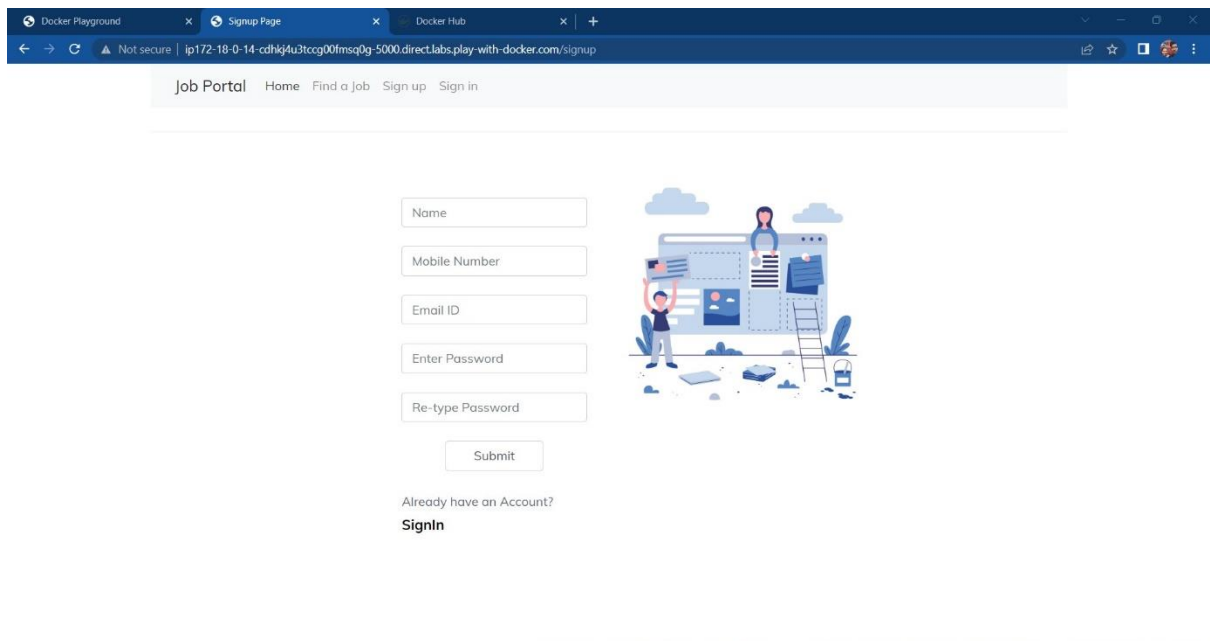 Docker Playground Signup Page Docker Hub
Not secure ip172-18-0-14-cdhkj4u3tccg00fmsq0g-5000.direct.labs.play-with-docker.com/signup
Job Portal Home Find a Job Sign up Sign in
Name
Mobile Number
Email ID
Enter Password
Re-type Password
Submit
Already have an Account?
SignIn